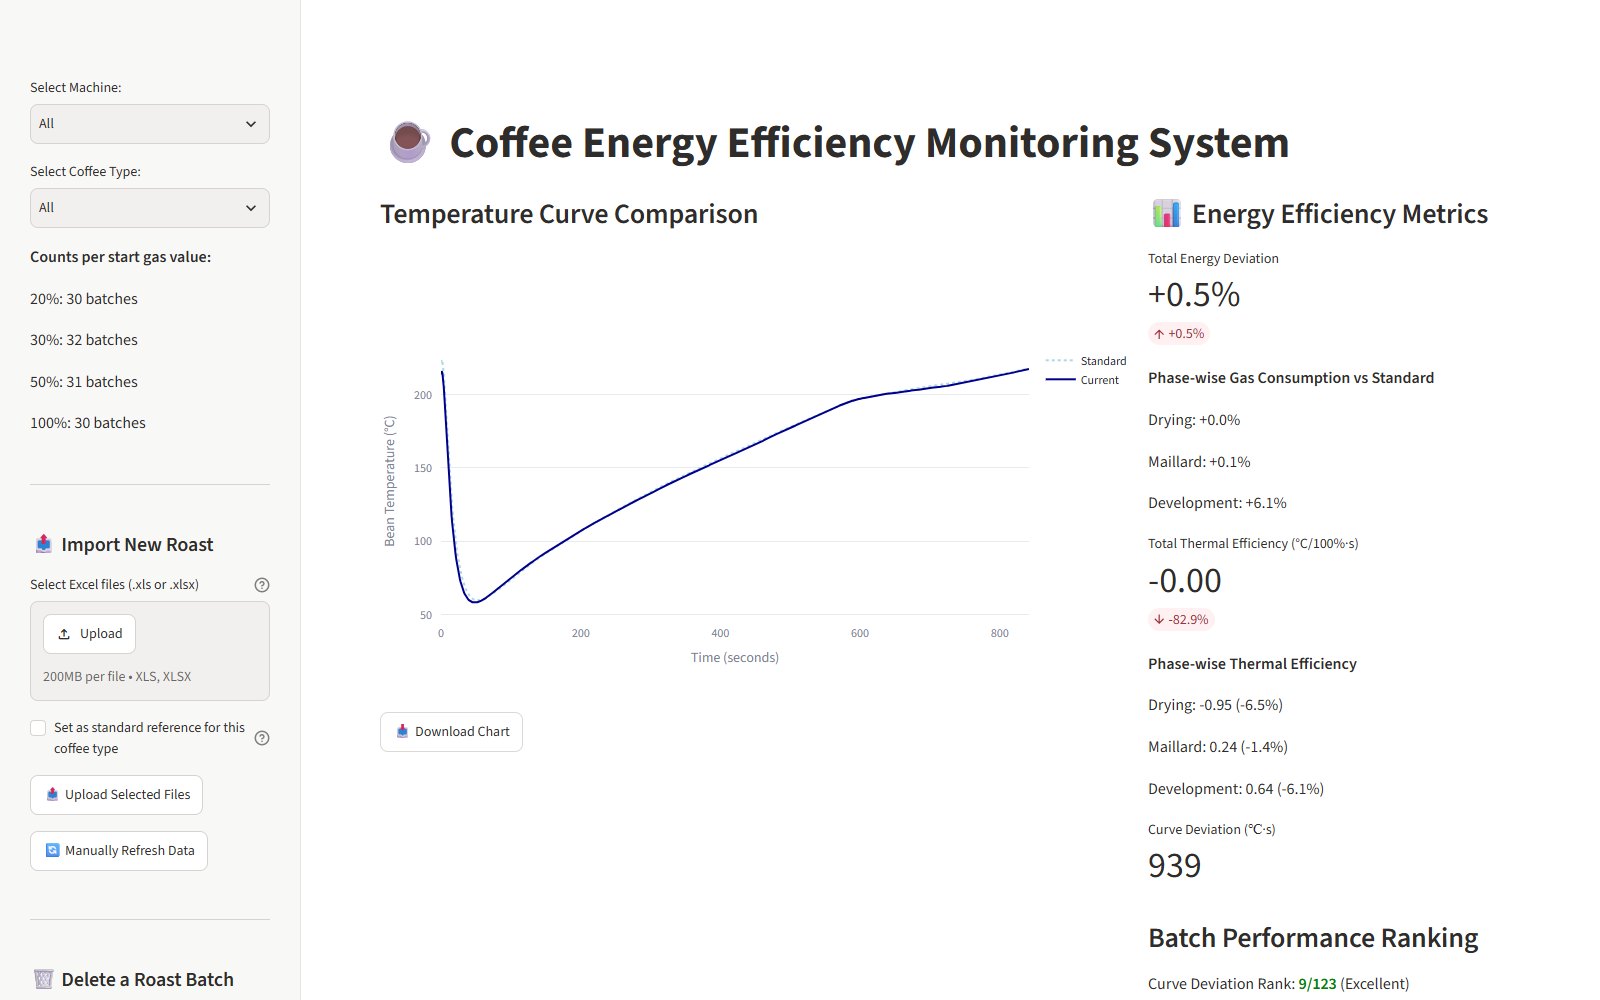 Select Machine:
All
Select Coffee Type:
All
Counts per start gas value:
20%: 30 batches
30%: 32 batches
50%: 31 batches
100%: 30 batches
Import New Roast
Select Excel files (.xls or .xlsx)
Upload
200MB per file • XLS, XLSX
Set as standard reference for this
coffee type
Upload Selected Files
Manually Refresh Data
Delete a Roast Batch
Coffee Energy Efficiency Monitoring System
Temperature Curve Comparison
Standard
Current
Bean Temperature (°C)
200
150
100
50
0
200
400
600
800
Time (seconds)
Download Chart
Energy Efficiency Metrics
Total Energy Deviation
+0.5%
↑ +0.5%
Phase-wise Gas Consumption vs Standard
Drying: +0.0%
Maillard: +0.1%
Development: +6.1%
Total Thermal Efficiency (°C/100%·s)
-0.00
↓ -82.9%
Phase-wise Thermal Efficiency
Drying: -0.95 (-6.5%)
Maillard: 0.24 (-1.4%)
Development: 0.64 (-6.1%)
Curve Deviation (°C·s)
939
Batch Performance Ranking
Curve Deviation Rank: 9/123 (Excellent)